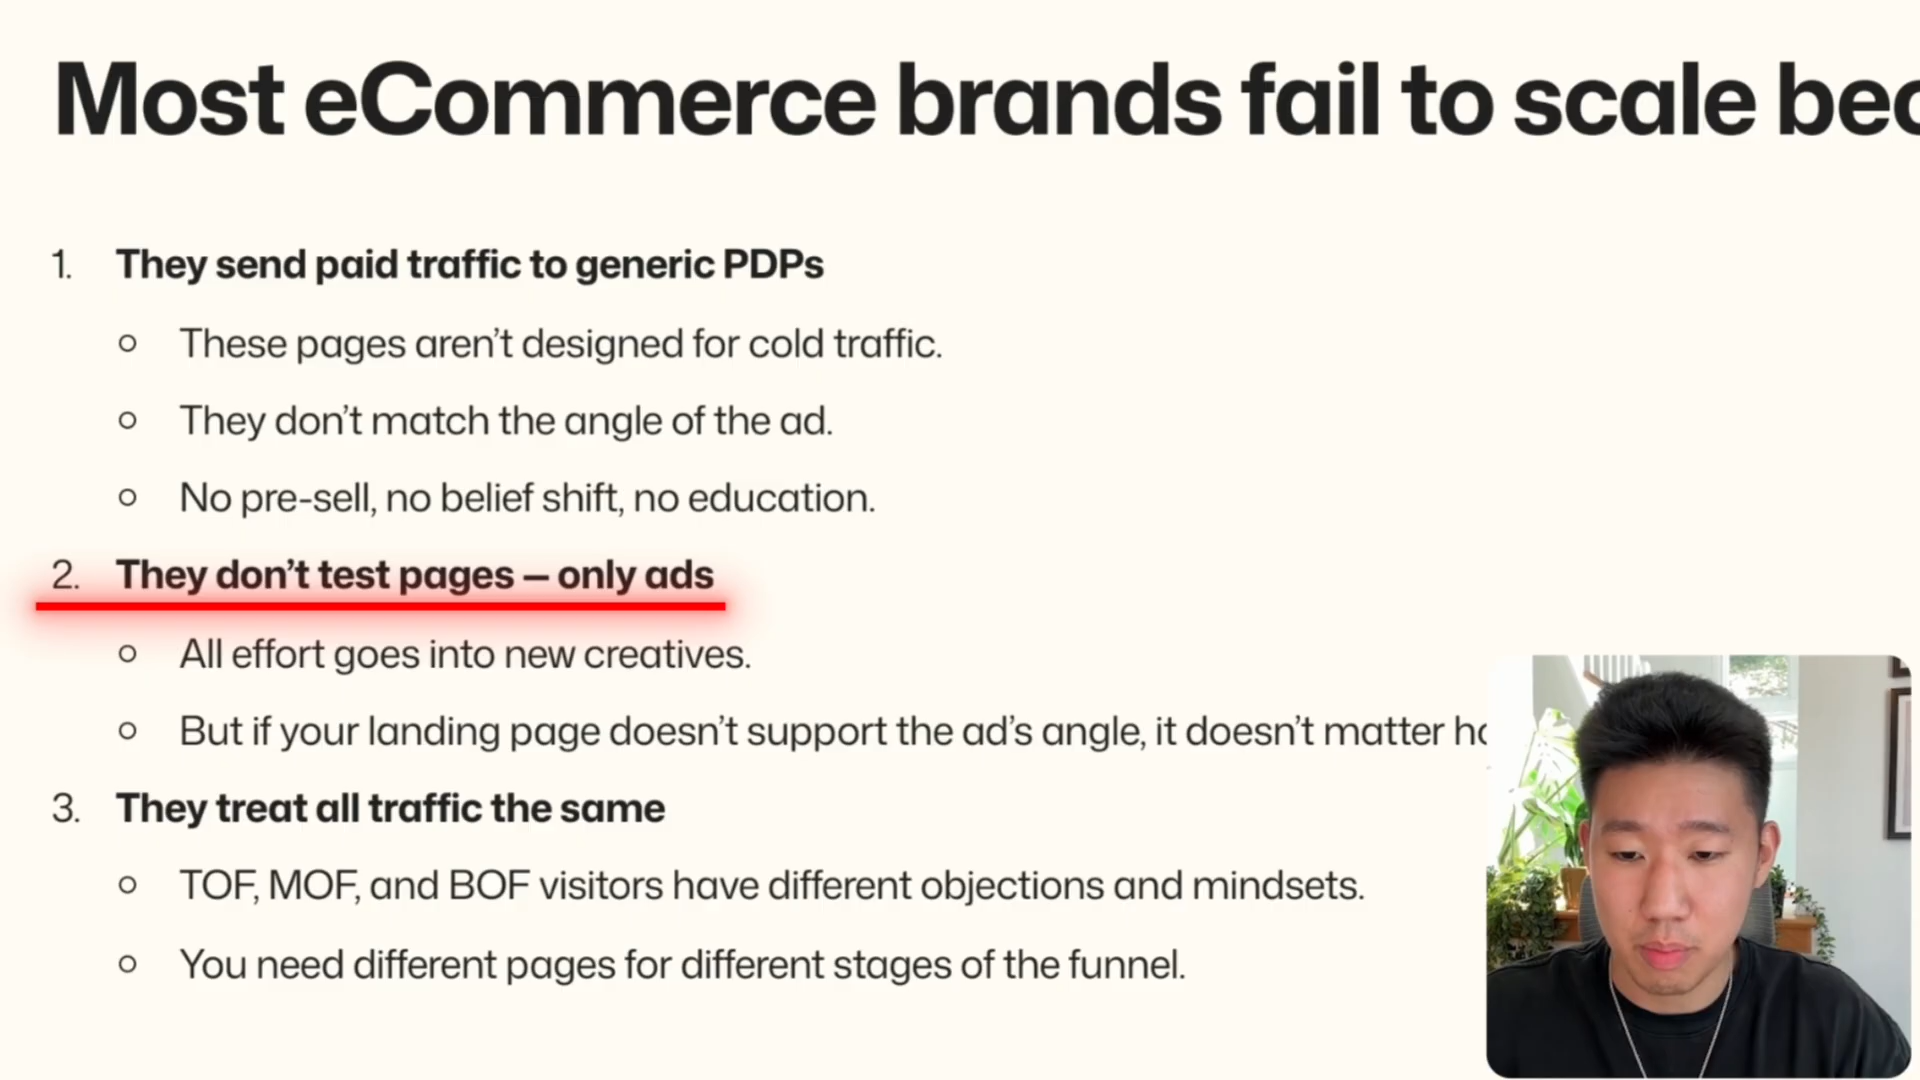 Most eCommerce brands fail to scale
1. They send paid traffic to generic PDPs
These pages aren’t designed for cold traffic.
They don’t match the angle of the ad.
No pre-sell, no belief shift, no education.
2. They don’t test pages — only ads
All effort goes into new creatives.
But if your landing page doesn’t support the ad’s angle, it doesn’t matter
3. They treat all traffic the same
TOF, MOF, and BOF visitors have different objections and mindsets.
You need different pages for different stages of the funnel.